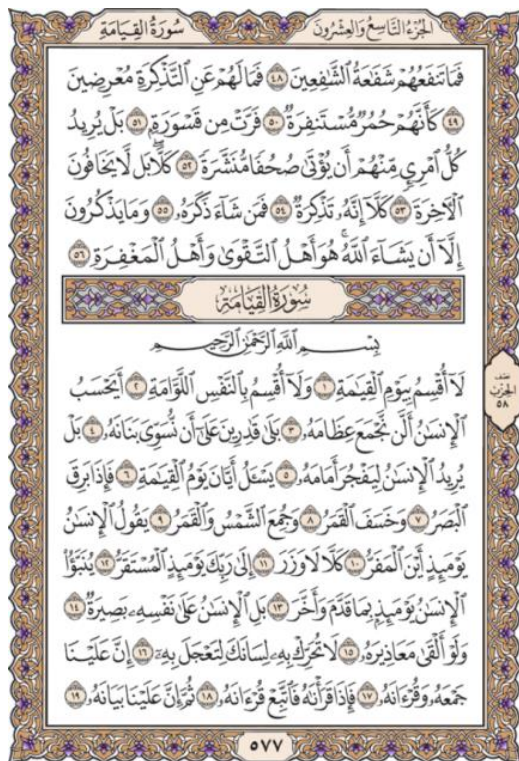 الجزء التاسع والعشرون
سورة القيامة
فَمَا تَنفَعُهُمْ شَفَٰعَةُ ٱلشَّٰفِعِينَ ٤٨ فَمَا لَهُمْ عَنِ ٱلتَّذْكِرَةِ مُعْرِضِينَ
٤٩ كَأَنَّهُمْ حُمُرٌ مُّسْتَنفِرَةٌ ٥٠ فَرَّتْ مِن قَسْوَرَةٍۭ ٥١ بَلْ يُرِيدُ
كُلُّ ٱمْرِئٍ مِّنْهُمْ أَن يُؤْتَىٰ صُحُفًا مُّنَشَّرَةً ٥٢ كَلَّاۖ بَل لَّا يَخَافُونَ
ٱلْءَاخِرَةَ ٥٣ كَلَّآ إِنَّهُۥ تَذْكِرَةٌ ٥٤ فَمَن شَآءَ ذَكَرَهُۥ ٥٥ وَمَا يَذْكُرُونَ
إِلَّآ أَن يَشَآءَ ٱللَّهُۚ هُوَ أَهْلُ ٱلتَّقْوَىٰ وَأَهْلُ ٱلْمَغْفِرَةِ ٥٦
سُورَةُ القِيَامَةِ
بِسْمِ ٱللَّهِ ٱلرَّحْمَٰنِ ٱلرَّحِيمِ
لَآ أُقْسِمُ بِيَوْمِ ٱلْقِيَٰمَةِ ١ وَلَآ أُقْسِمُ بِٱلنَّفْسِ ٱللَّوَّامَةِ ٢ أَيَحْسَبُ
ٱلْإِنسَٰنُ أَلَّن نَّجْمَعَ عِظَامَهُۥ ٣ بَلَىٰ قَٰدِرِينَ عَلَىٰٓ أَن نُّسَوِّىَ بَنَانَهُۥ ٤ بَلْ
يُرِيدُ ٱلْإِنسَٰنُ لِيَفْجُرَ أَمَامَهُۥ ٥ يَسْـَٔلُ أَيَّانَ يَوْمُ ٱلْقِيَٰمَةِ ٦ فَإِذَا بَرِقَ
ٱلْبَصَرُ ٧ وَخَسَفَ ٱلْقَمَرُ ٨ وَجُمِعَ ٱلشَّمْسُ وَٱلْقَمَرُ ٩ يَقُولُ ٱلْإِنسَٰنُ
يَوْمَئِذٍ أَيْنَ ٱلْمَفَرُّ ١٠ كَلَّا لَا وَزَرَ ١١ إِلَىٰ رَبِّكَ يَوْمَئِذٍ ٱلْمُسْتَقَرُّ ١٢ يُنَبَّؤُا۟
ٱلْإِنسَٰنُ يَوْمَئِذٍۭ بِمَا قَدَّمَ وَأَخَّرَ ١٣ بَلِ ٱلْإِنسَٰنُ عَلَىٰ نَفْسِهِۦ بَصِيرَةٌ ١٤
وَلَوْ أَلْقَىٰ مَعَاذِيرَهُۥ ١٥ لَا تُحَرِّكْ بِهِۦ لِسَانَكَ لِتَعْجَلَ بِهِۦٓ ١٦ إِنَّ عَلَيْنَا
جَمْعَهُۥ وَقُرْءَانَهُۥ ١٧ فَإِذَا قَرَأْنَٰهُ فَٱتَّبِعْ قُرْءَانَهُۥ ١٨ ثُمَّ إِنَّ عَلَيْنَا بَيَانَهُۥ ١٩
نصف
الحزب
٥٨
٥٧٧